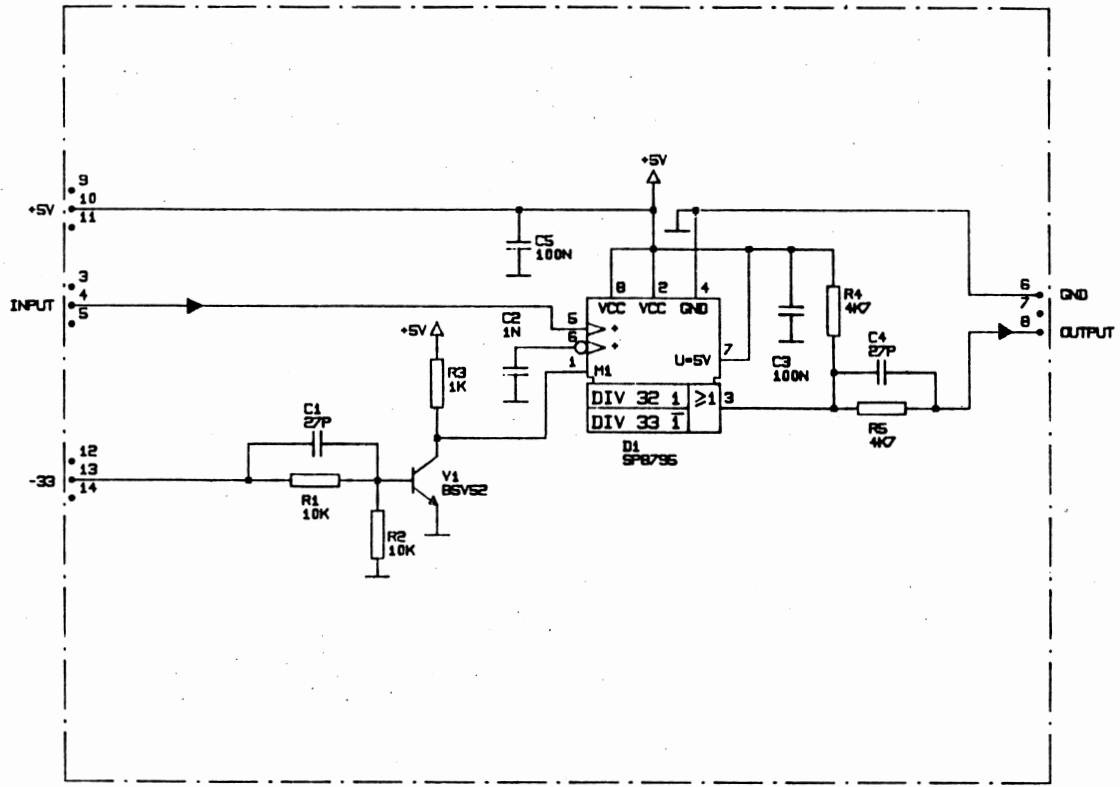 +5V
9
10
11
+5V
C5
100N
3
4
5
INPUT
8
2
4
VCC
VCC
GND
6
7
8
GND
OUTPUT
R4
4K7
C2
1N
5
6
1
+
+
M1
U=5V
7
C3
100N
C4
27P
+5V
R3
1K
DIV 32 1
≥1
3
DIV 33 1̅
R5
4K7
D1
SP8795
C1
27P
12
13
14
-33
V1
BSV52
R1
10K
R2
10K